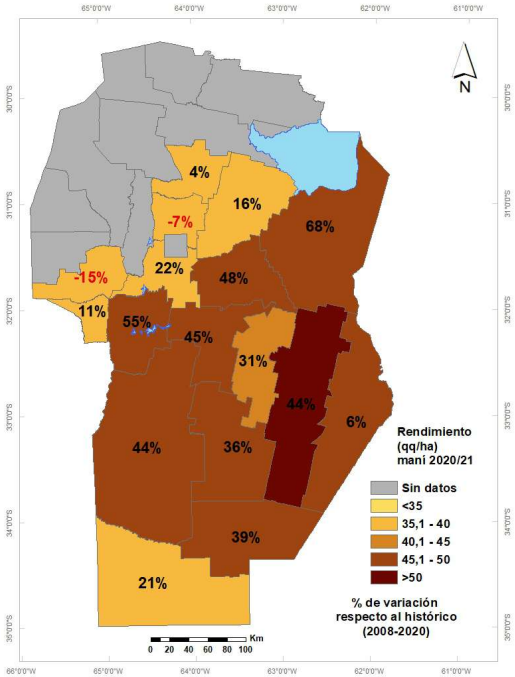 65°0'0"W 64°0'0"W 63°0'0"W 62°0'0"W 61°0'0"W
N
30°0'0"S 30°0'0"S
4%
16%
31°0'0"S 31°0'0"S
-7%
68%
22%
-15%
48%
11%
32°0'0"S 32°0'0"S
55%
45%
31%
44%
6%
33°0'0"S 33°0'0"S
44%
36%
Rendimiento
(qq/ha)
maní 2020/21
Sin datos
<35
35,1 - 40
40,1 - 45
45,1 - 50
>50
34°0'0"S 34°0'0"S
39%
21%
% de variación
respecto al histórico
(2008-2020)
35°0'0"S 35°0'0"S
Km
0 20 40 60 80 100
66°0'0"W 65°0'0"W 64°0'0"W 63°0'0"W 62°0'0"W 61°0'0"W